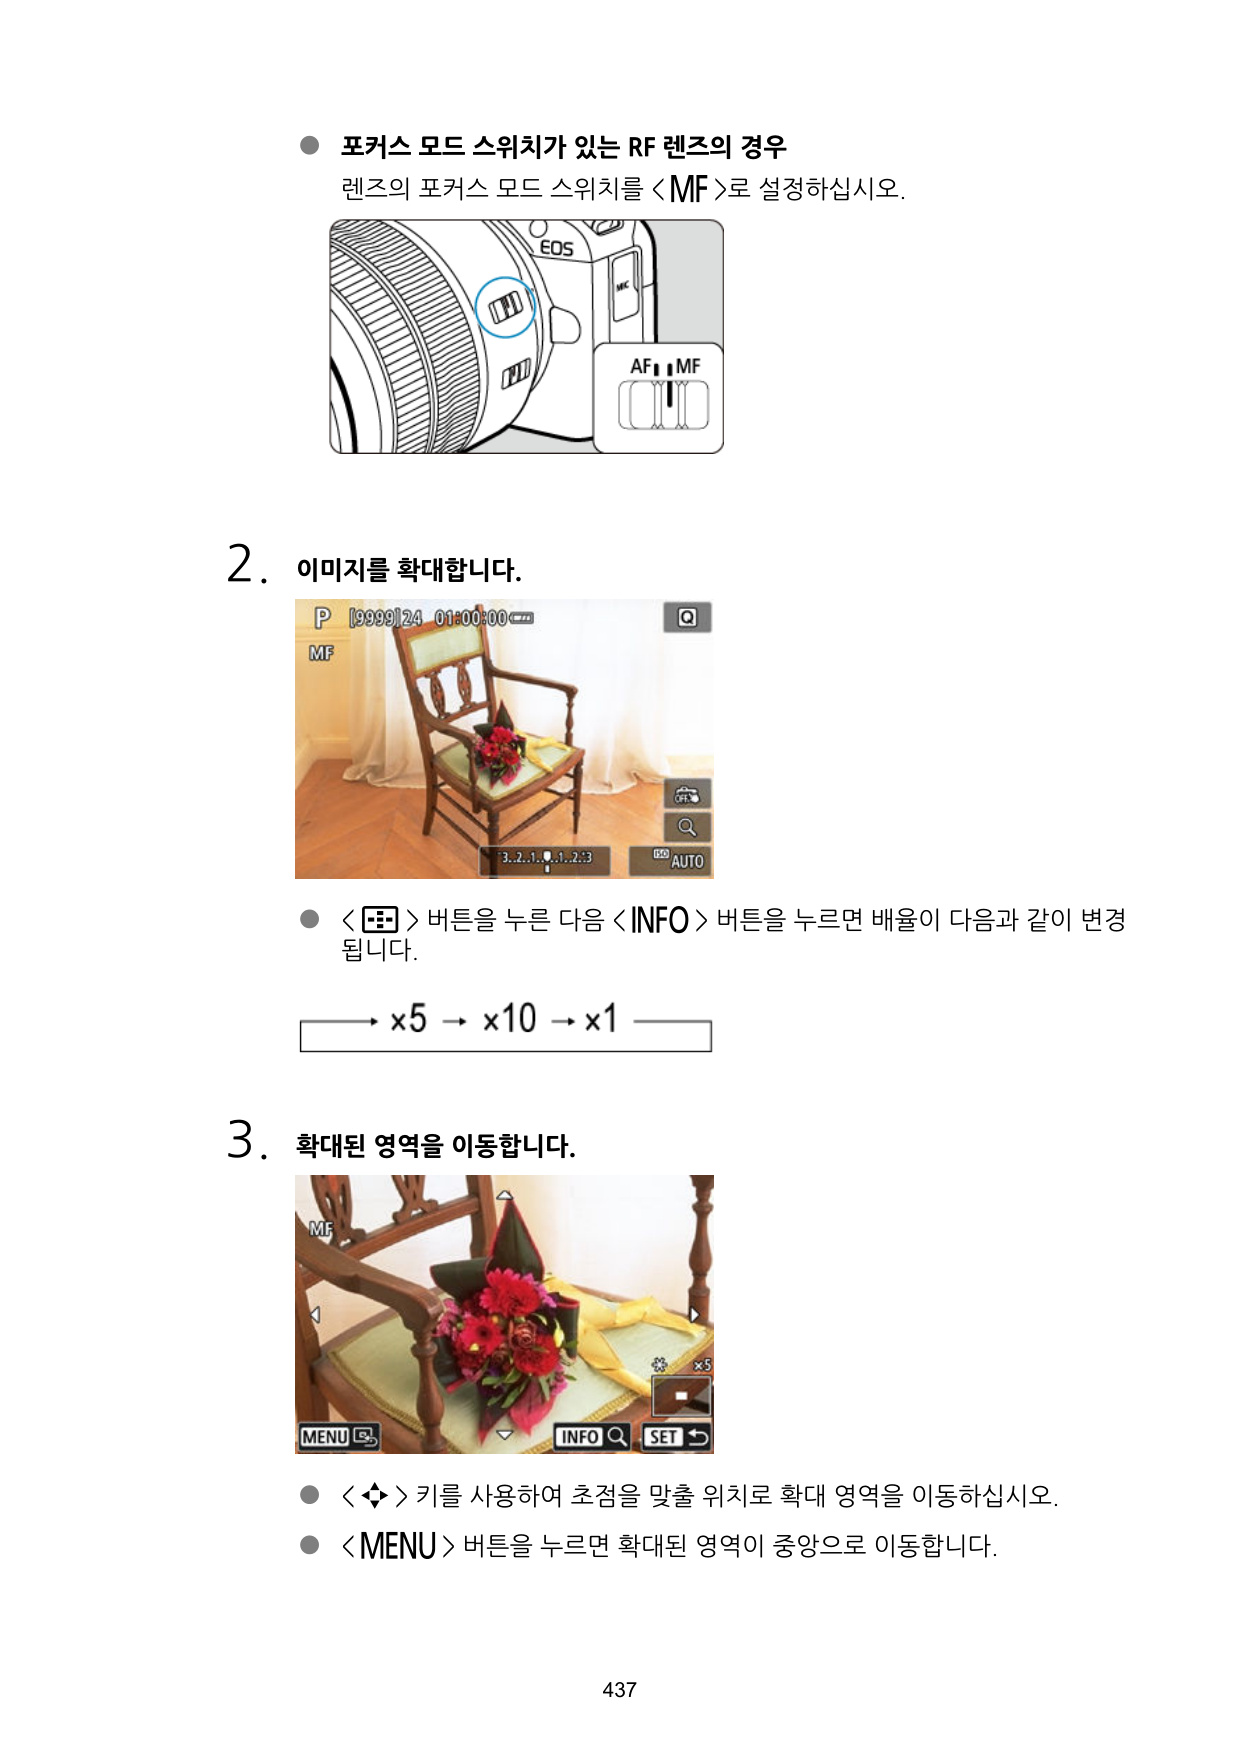 ● 포커스 모드 스위치가 있는 RF 렌즈의 경우
렌즈의 포커스 모드 스위치를 <MF>로 설정하십시오.
EOS
MIC
AF MF
2. 이미지를 확대합니다.
P [9999]24 01:00:00 Q
MF
OFF
3..2..1..0..1..2..3 ISO AUTO
● < > 버튼을 누른 다음 <INFO> 버튼을 누르면 배율이 다음과 같이 변경
됩니다.
→ ×5 → ×10 → ×1
3. 확대된 영역을 이동합니다.
MF
×5
MENU INFO SET
● < > 키를 사용하여 초점을 맞출 위치로 확대 영역을 이동하십시오.
● <MENU> 버튼을 누르면 확대된 영역이 중앙으로 이동합니다.
437